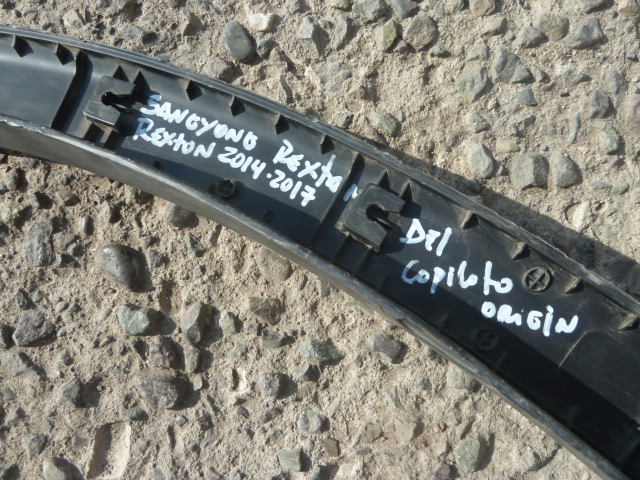 SANGYONG REXTON
REXTON 2014-2017
DEL
COPILOTO
ORIGIN